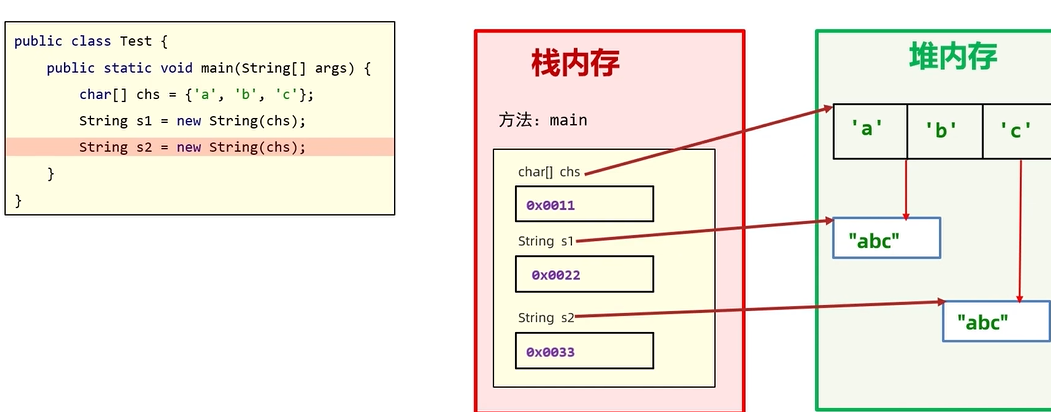 public class Test {
public static void main(String[] args) {
char[] chs = {'a', 'b', 'c'};
String s1 = new String(chs);
String s2 = new String(chs);
}
}
栈内存
方法: main
char[] chs
0x0011
String s1
0x0022
String s2
0x0033
堆内存
'a' 'b' 'c'
"abc"
"abc"